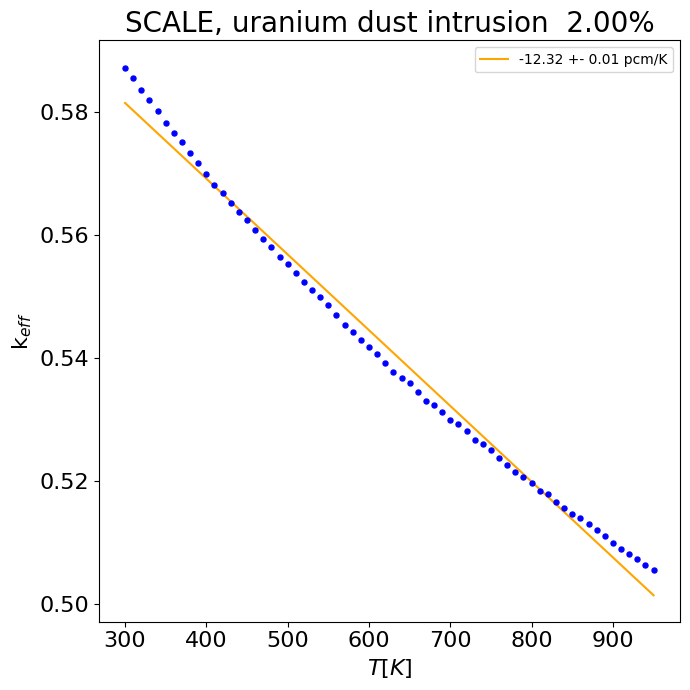 SCALE, uranium dust intrusion  2.00%
-12.32 +- 0.01 pcm/K
0.58
0.56
0.54
0.52
0.50
k_eff
300 400 500 600 700 800 900
T[K]